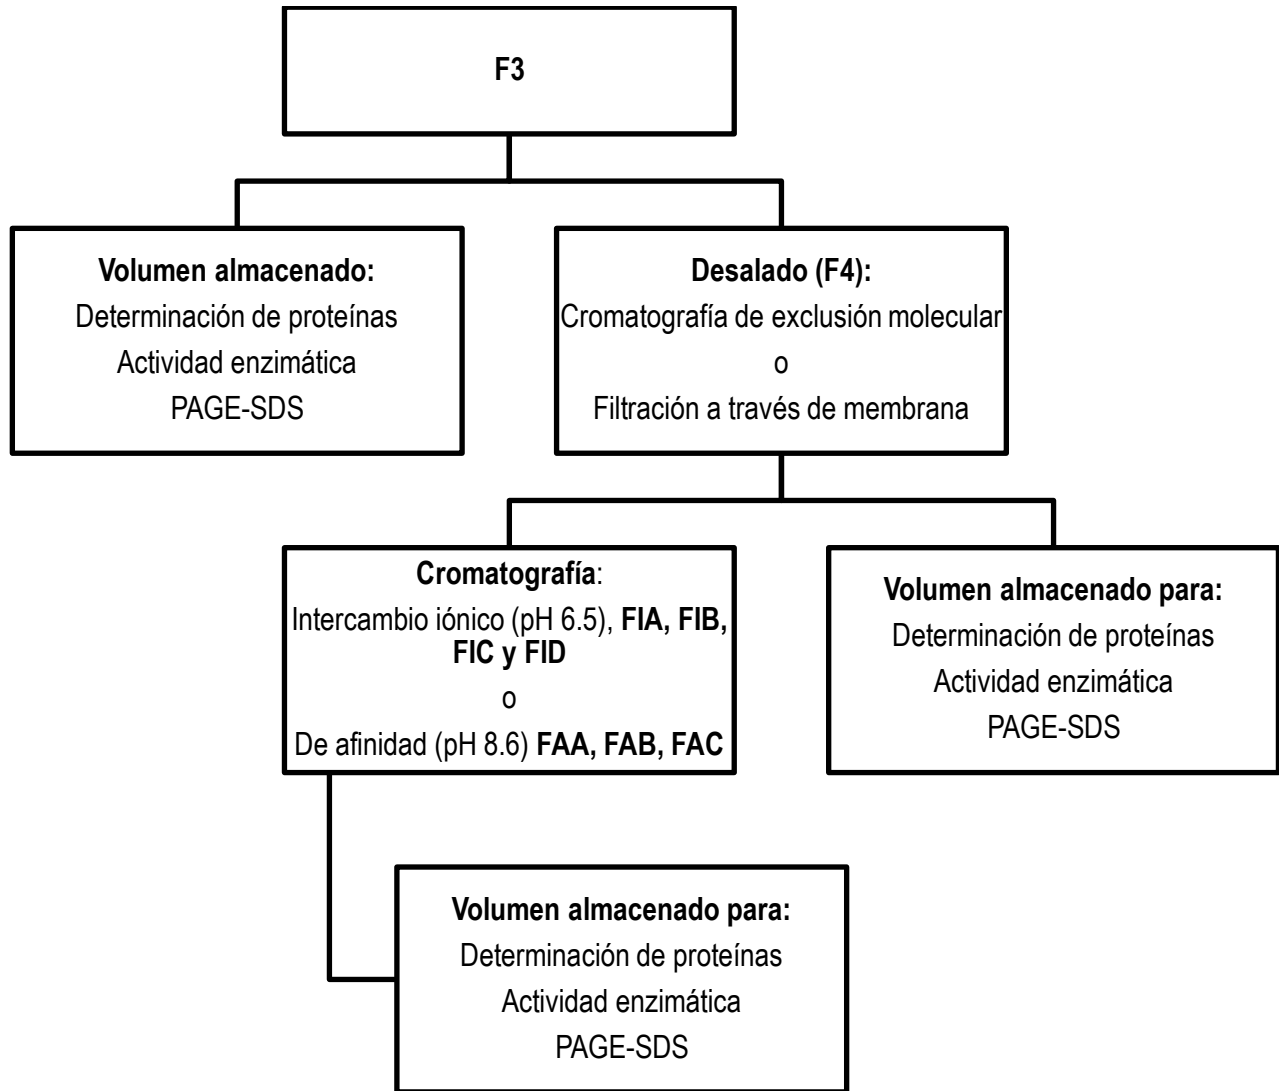 F3
Volumen almacenado:
Determinación de proteínas
Actividad enzimática
PAGE-SDS
Desalado (F4):
Cromatografía de exclusión molecular
o
Filtración a través de membrana
Cromatografía:
Intercambio iónico (pH 6.5), FIA, FIB,
FIC y FID
o
De afinidad (pH 8.6) FAA, FAB, FAC
Volumen almacenado para:
Determinación de proteínas
Actividad enzimática
PAGE-SDS
Volumen almacenado para:
Determinación de proteínas
Actividad enzimática
PAGE-SDS